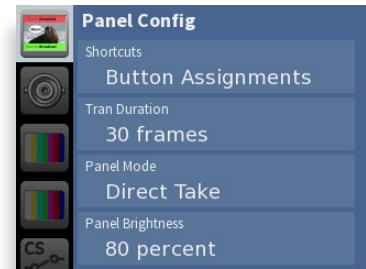 Panel Config
Shortcuts
Button Assignments
Tran Duration
30 frames
Panel Mode
Direct Take
Panel Brightness
80 percent
CS